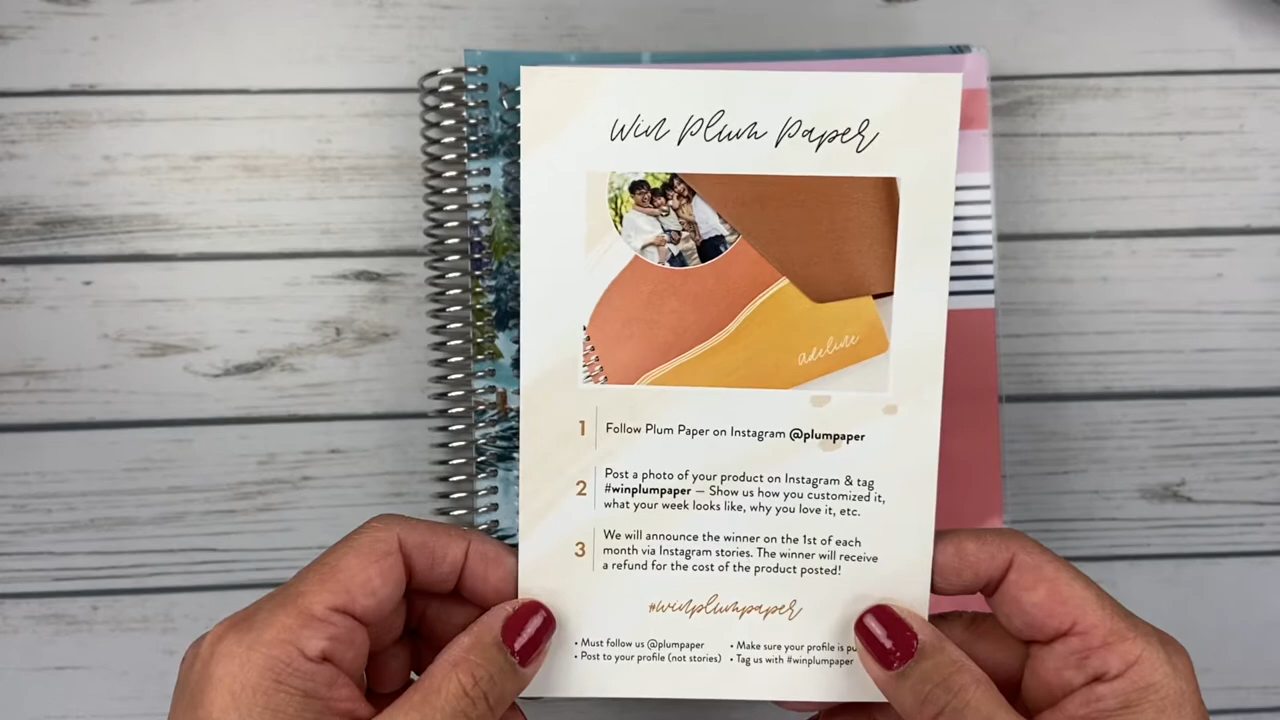 Win Plum Paper
adeline
1 Follow Plum Paper on Instagram @plumpaper
2 Post a photo of your product on Instagram & tag
#winplumpaper — Show us how you customized it,
what your week looks like, why you love it, etc.
3 We will announce the winner on the 1st of each
month via Instagram stories. The winner will receive
a refund for the cost of the product posted!
#winplumpaper
• Must follow us @plumpaper
• Post to your profile (not stories)
• Make sure your profile is
• Tag us with #winplumpaper